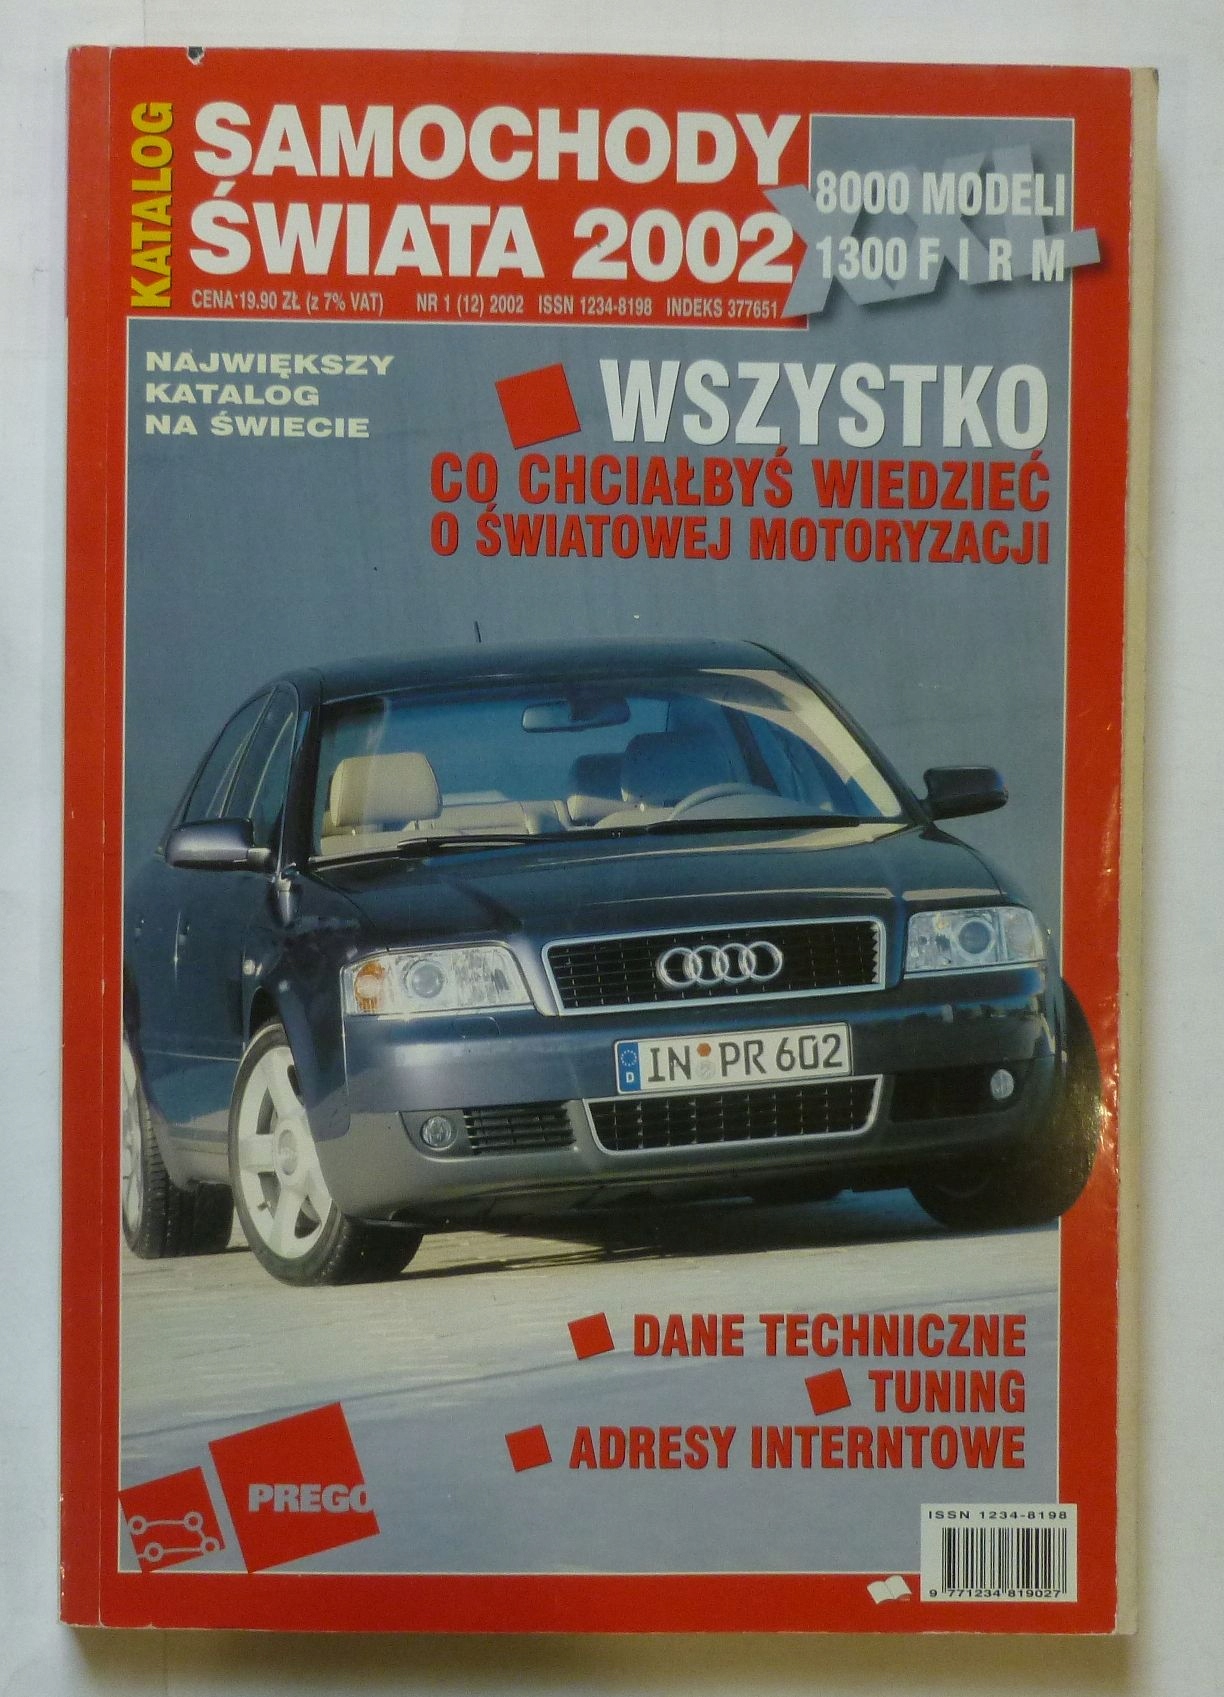 KATALOG
SAMOCHODY
ŚWIATA 2002
XXL
8000 MODELI
1300 FIRM
CENA 19.90 ZŁ (z 7% VAT) NR 1 (12) 2002 ISSN 1234-8198 INDEKS 377651
NAJWIĘKSZY
KATALOG
NA ŚWIECIE
WSZYSTKO
CO CHCIAŁBYŚ WIEDZIEĆ
O ŚWIATOWEJ MOTORYZACJI
D
IN PR 602
DANE TECHNICZNE
TUNING
ADRESY INTERNTOWE
PREGO
ISSN 1234-8198
9 771234 819027